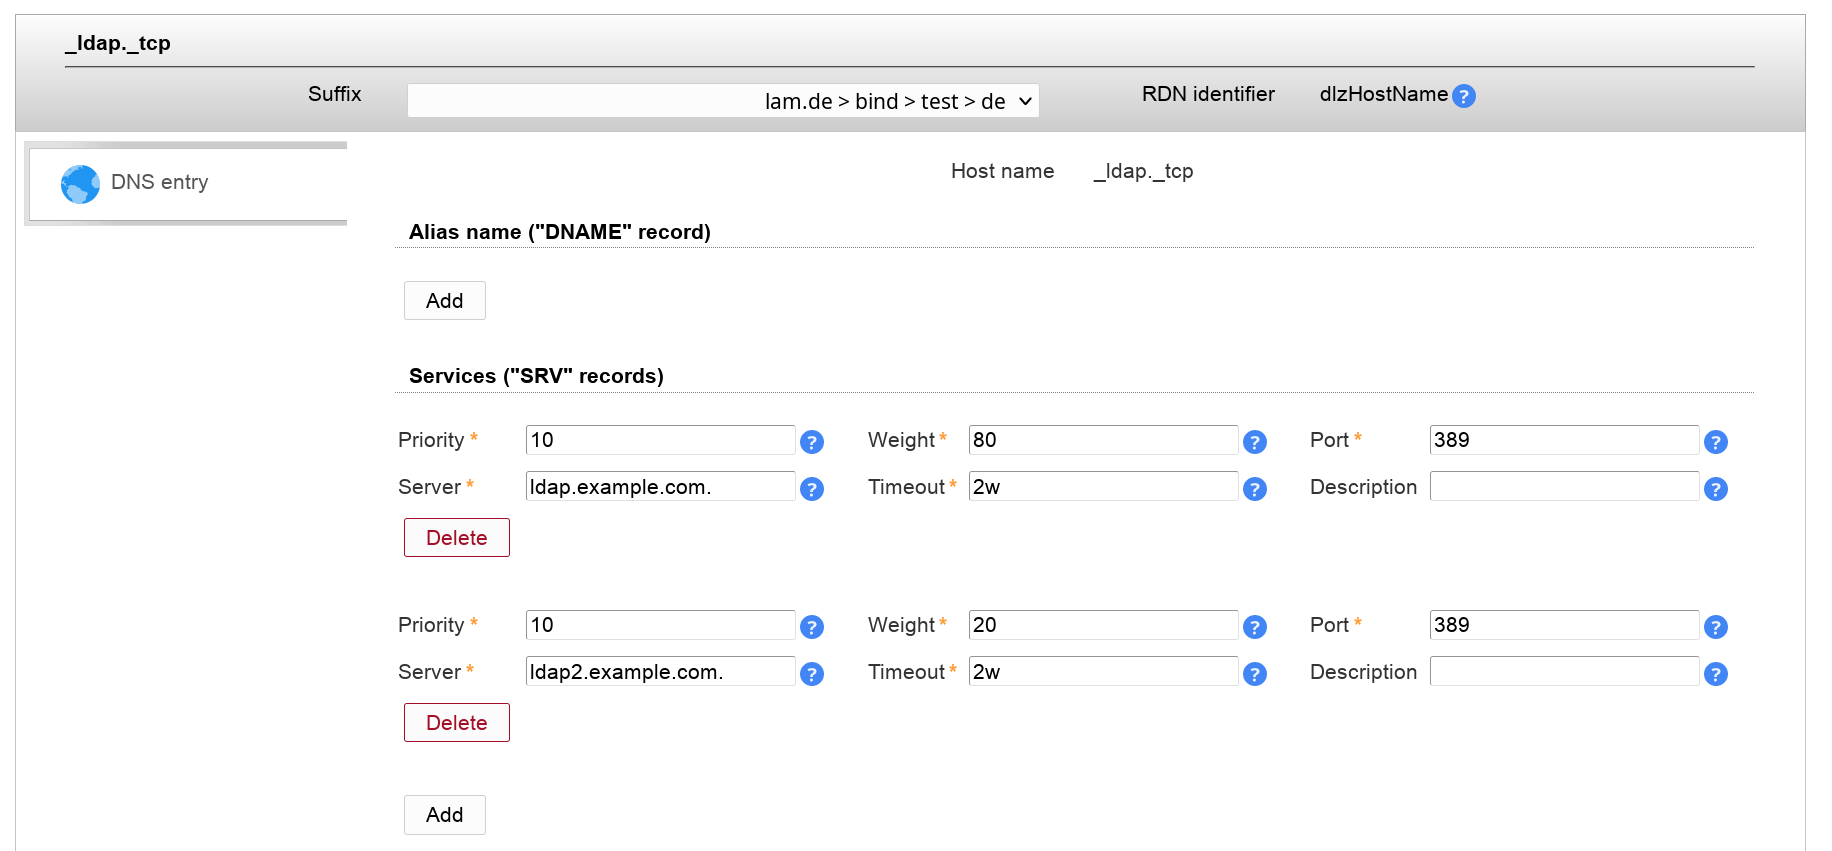 _ldap._tcp
Suffix lam.de > bind > test > de RDN identifier dlzHostName ?
DNS entry
Host name _ldap._tcp
Alias name ("DNAME" record)
Add
Services ("SRV" records)
Priority * 10 ? Weight * 80 ? Port * 389 ?
Server * ldap.example.com. ? Timeout * 2w ? Description ?
Delete
Priority * 10 ? Weight * 20 ? Port * 389 ?
Server * ldap2.example.com. ? Timeout * 2w ? Description ?
Delete
Add